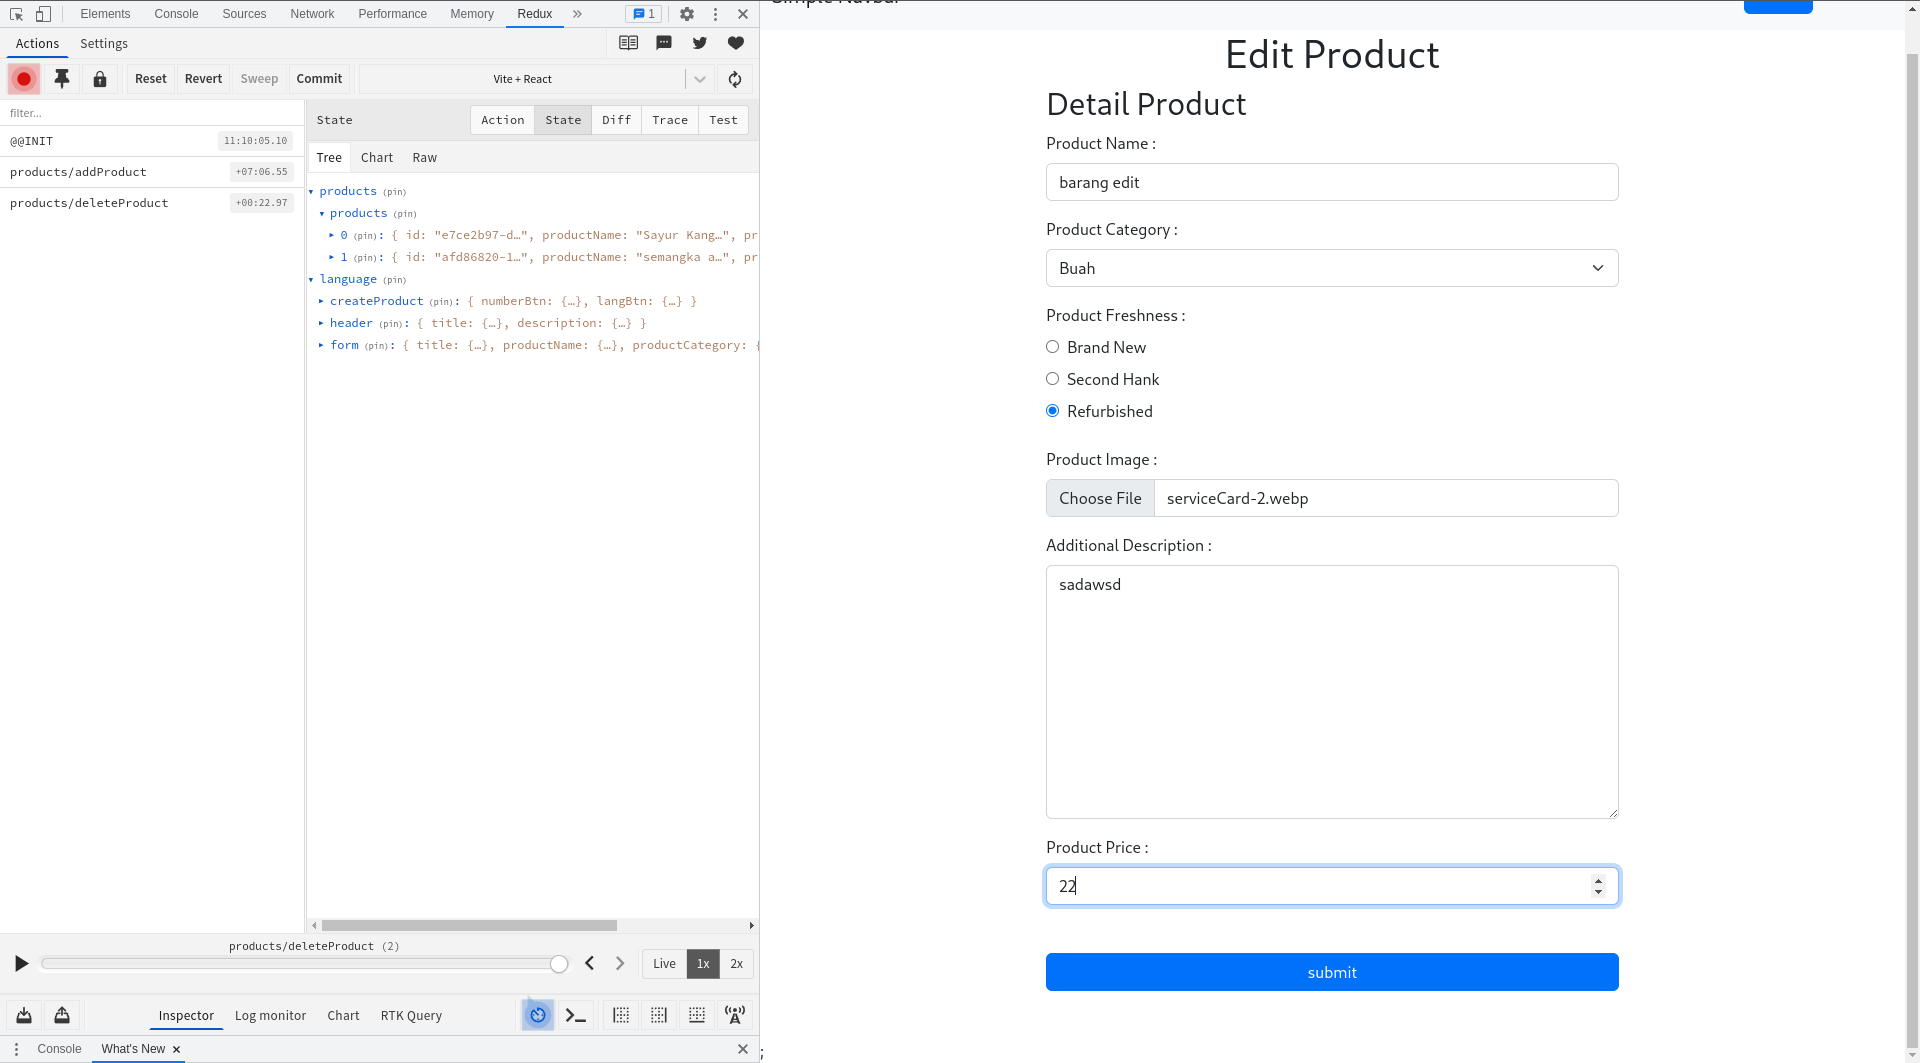 Elements Console Sources Network Performance Memory Redux » 1
Actions Settings
Reset Revert Sweep Commit Vite + React
filter...
@@INIT 11:10:05.10
products/addProduct +07:06.55
products/deleteProduct +00:22.97
State Action State Diff Trace Test
Tree Chart Raw
products (pin)
products (pin)
0 (pin): { id: "e7ce2b97-d…", productName: "Sayur Kang…", pr
1 (pin): { id: "afd86820-1…", productName: "semangka a…", pr
language (pin)
createProduct (pin): { numberBtn: {…}, langBtn: {…} }
header (pin): { title: {…}, description: {…} }
form (pin): { title: {…}, productName: {…}, productCategory: {
products/deleteProduct (2)
Live 1x 2x
Inspector Log monitor Chart RTK Query
Console What's New
Simple Navbar
Edit Product
Detail Product
Product Name :
barang edit
Product Category :
Buah
Product Freshness :
Brand New
Second Hank
Refurbished
Product Image :
Choose File serviceCard-2.webp
Additional Description :
sadawsd
Product Price :
22
submit
;